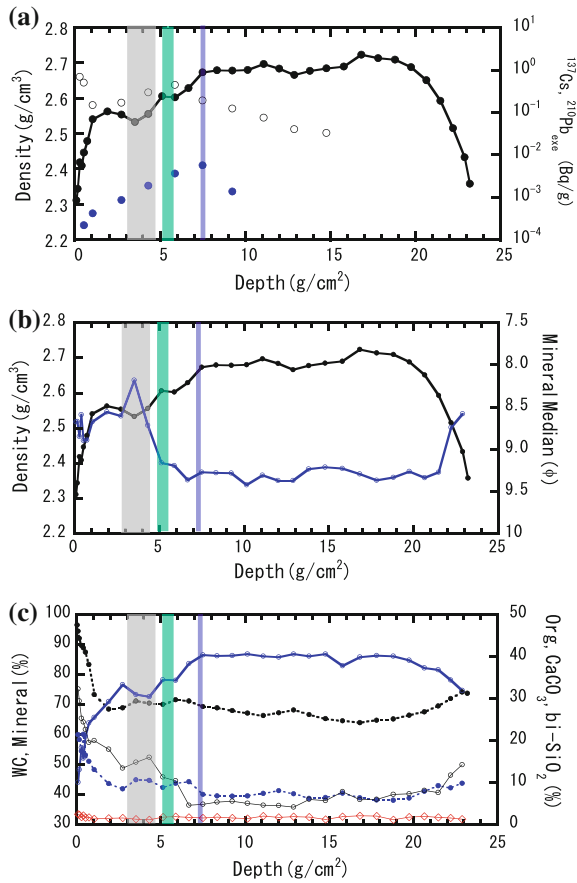 (a)
2.8
2.7
2.6
2.5
2.4
2.3
2.2
Density (g/cm³)
10¹
10⁰
10⁻¹
10⁻²
10⁻³
10⁻⁴
¹³⁷Cs, ²¹⁰Pb exe (Bq/g)
0 5 10 15 20 25
Depth (g/cm²)
(b)
2.8
2.7
2.6
2.5
2.4
2.3
2.2
Density (g/cm³)
7.5
8.0
8.5
9.0
9.5
10
Mineral Median (ϕ)
0 5 10 15 20 25
Depth (g/cm²)
(c)
100
90
80
70
60
50
40
30
WC, Mineral (%)
50
40
30
20
10
0
Org, CaCO₃, bi-SiO₂ (%)
0 5 10 15 20 25
Depth (g/cm²)